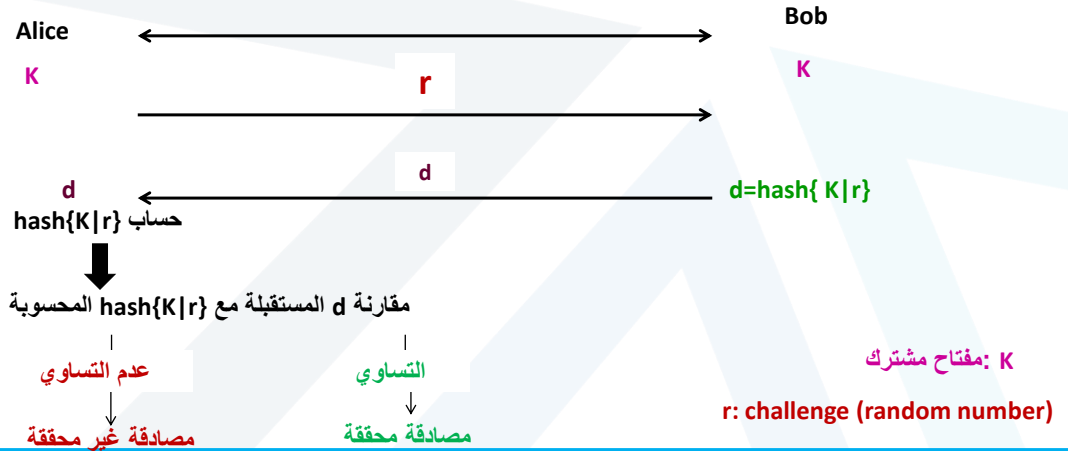 Alice
Bob
K
K
r
d
d
d=hash{ K|r}
حساب hash{K|r}
مقارنة d المستقبلة مع hash{K|r} المحسوبة
عدم التساوي
التساوي
K :مفتاح مشترك
r: challenge (random number)
مصادقة غير محققة
مصادقة محققة